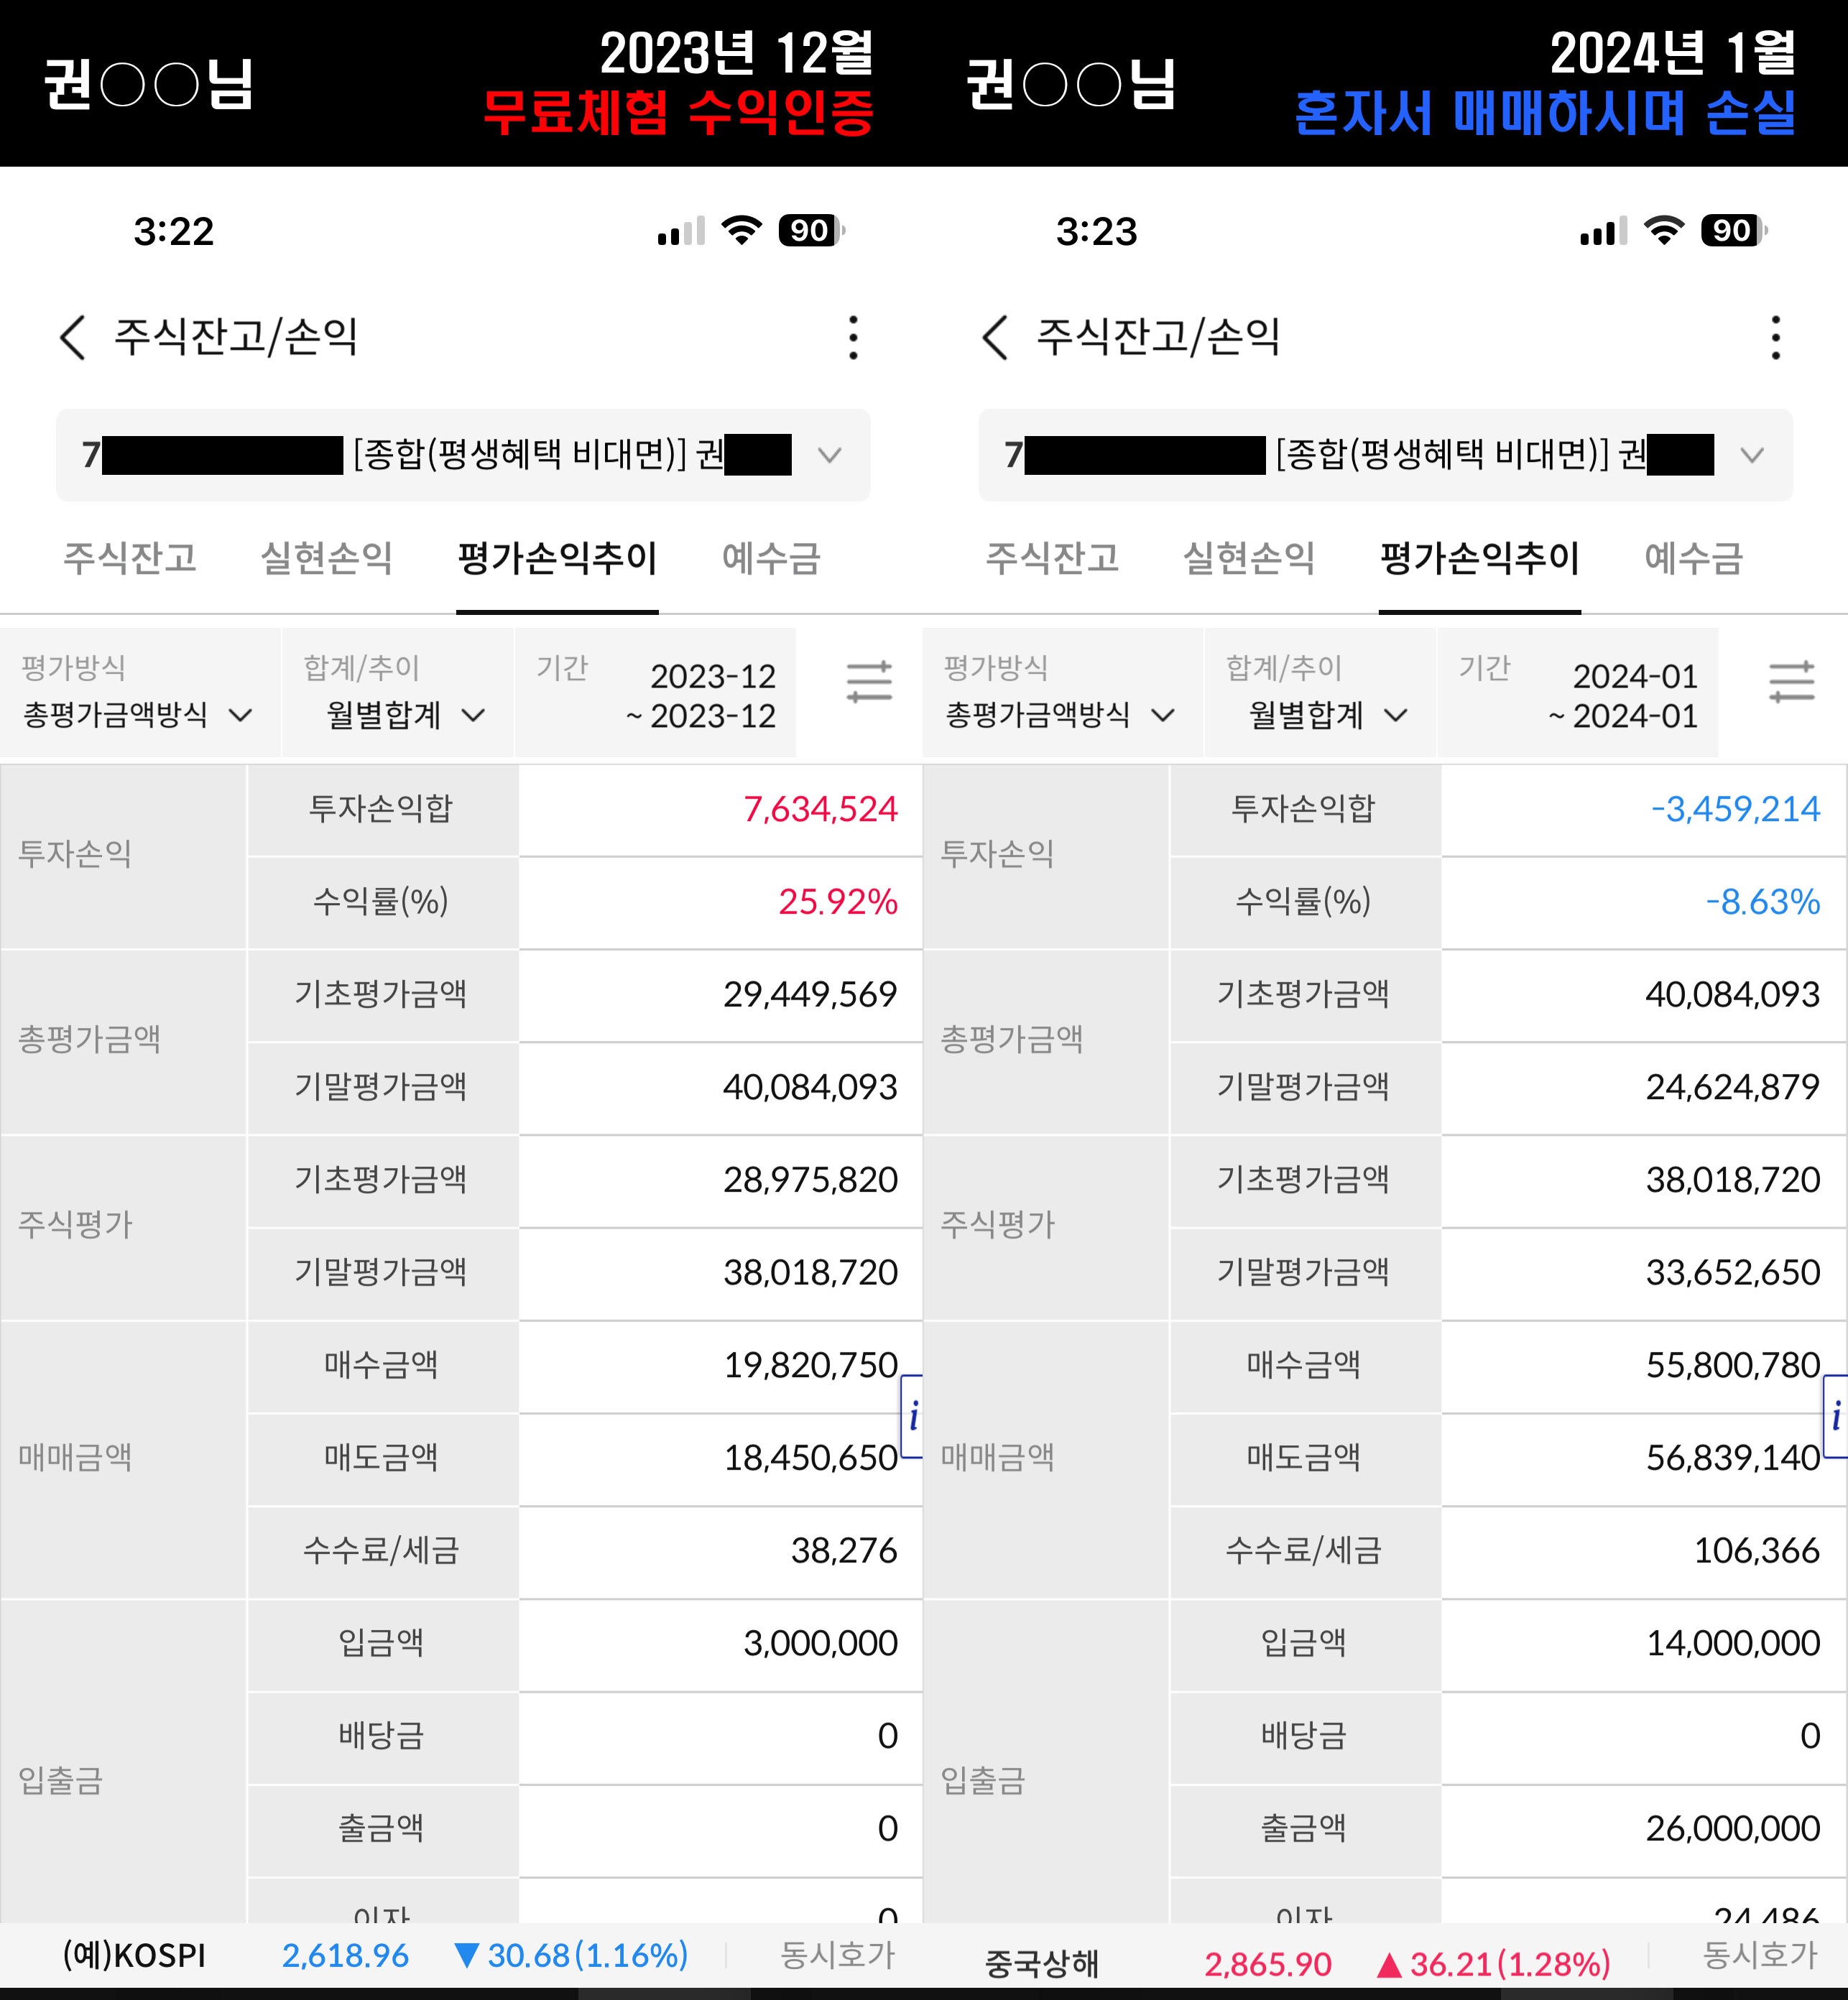 권○○님
2023년 12월
무료체험 수익인증
3:22
90
주식잔고/손익
7 [종합(평생혜택 비대면)] 권
주식잔고 실현손익 평가손익추이 예수금
평가방식 합계/추이 기간 2023-12
총평가금액방식 월별합계 ~ 2023-12
투자손익
투자손익합 7,634,524
수익률(%) 25.92%
총평가금액
기초평가금액 29,449,569
기말평가금액 40,084,093
주식평가
기초평가금액 28,975,820
기말평가금액 38,018,720
매매금액
매수금액 19,820,750
매도금액 18,450,650
수수료/세금 38,276
i
입출금
입금액 3,000,000
배당금 0
출금액 0
이자 0
(예)KOSPI 2,618.96 ▼30.68(1.16%) 동시호가
권○○님
2024년 1월
혼자서 매매하시며 손실
3:23
90
주식잔고/손익
7 [종합(평생혜택 비대면)] 권
주식잔고 실현손익 평가손익추이 예수금
평가방식 합계/추이 기간 2024-01
총평가금액방식 월별합계 ~ 2024-01
투자손익
투자손익합 -3,459,214
수익률(%) -8.63%
총평가금액
기초평가금액 40,084,093
기말평가금액 24,624,879
주식평가
기초평가금액 38,018,720
기말평가금액 33,652,650
매매금액
매수금액 55,800,780
매도금액 56,839,140
수수료/세금 106,366
i
입출금
입금액 14,000,000
배당금 0
출금액 26,000,000
이자 24,486
중국상해 2,865.90 ▲36.21(1.28%) 동시호가